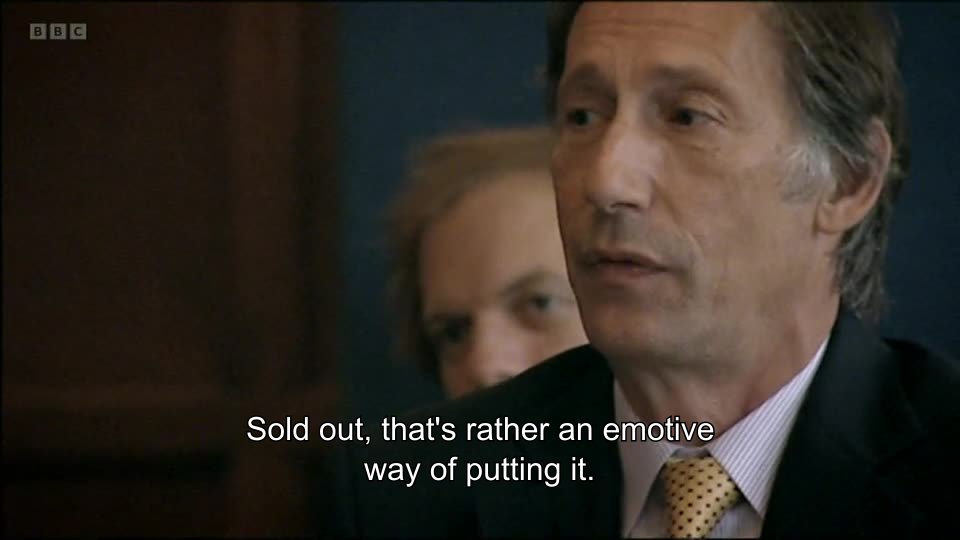 BBC
Sold out, that's rather an emotive
way of putting it.